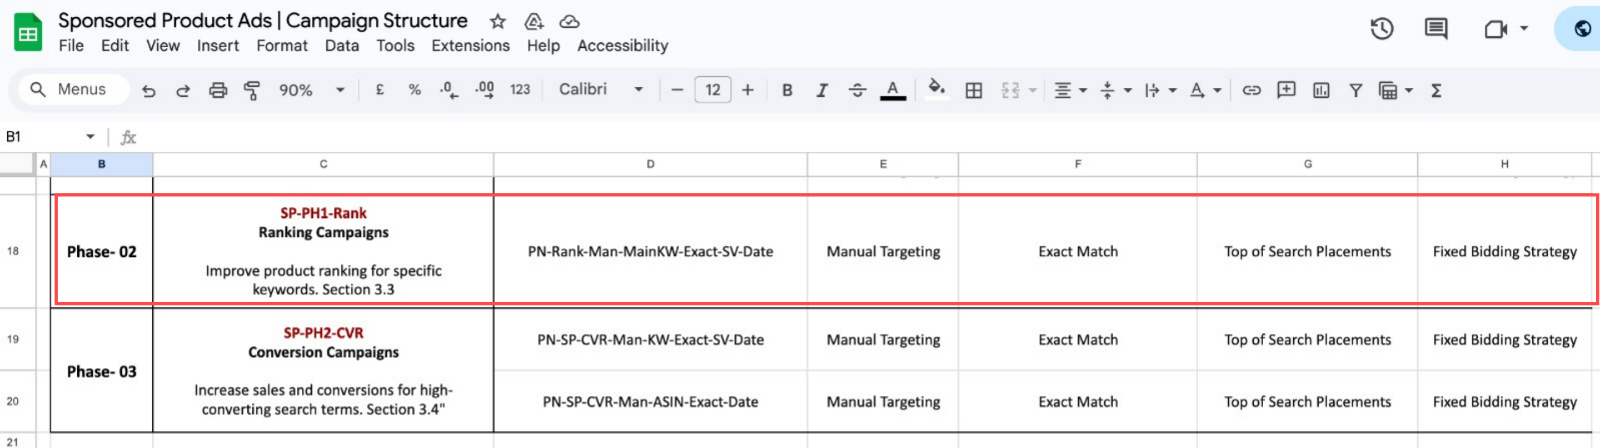 Sponsored Product Ads | Campaign Structure
File Edit View Insert Format Data Tools Extensions Help Accessibility
Menus 90% £ % .0 .00 123 Calibri 12 B I A A Σ
B1 fx
A B C D E F G H
18
Phase- 02
SP-PH1-Rank
Ranking Campaigns
Improve product ranking for specific
keywords. Section 3.3
PN-Rank-Man-MainKW-Exact-SV-Date
Manual Targeting
Exact Match
Top of Search Placements
Fixed Bidding Strategy
19
Phase- 03
SP-PH2-CVR
Conversion Campaigns
Increase sales and conversions for high-
converting search terms. Section 3.4"
PN-SP-CVR-Man-KW-Exact-SV-Date
Manual Targeting
Exact Match
Top of Search Placements
Fixed Bidding Strategy
20
PN-SP-CVR-Man-ASIN-Exact-Date
Manual Targeting
Exact Match
Top of Search Placements
Fixed Bidding Strategy
21